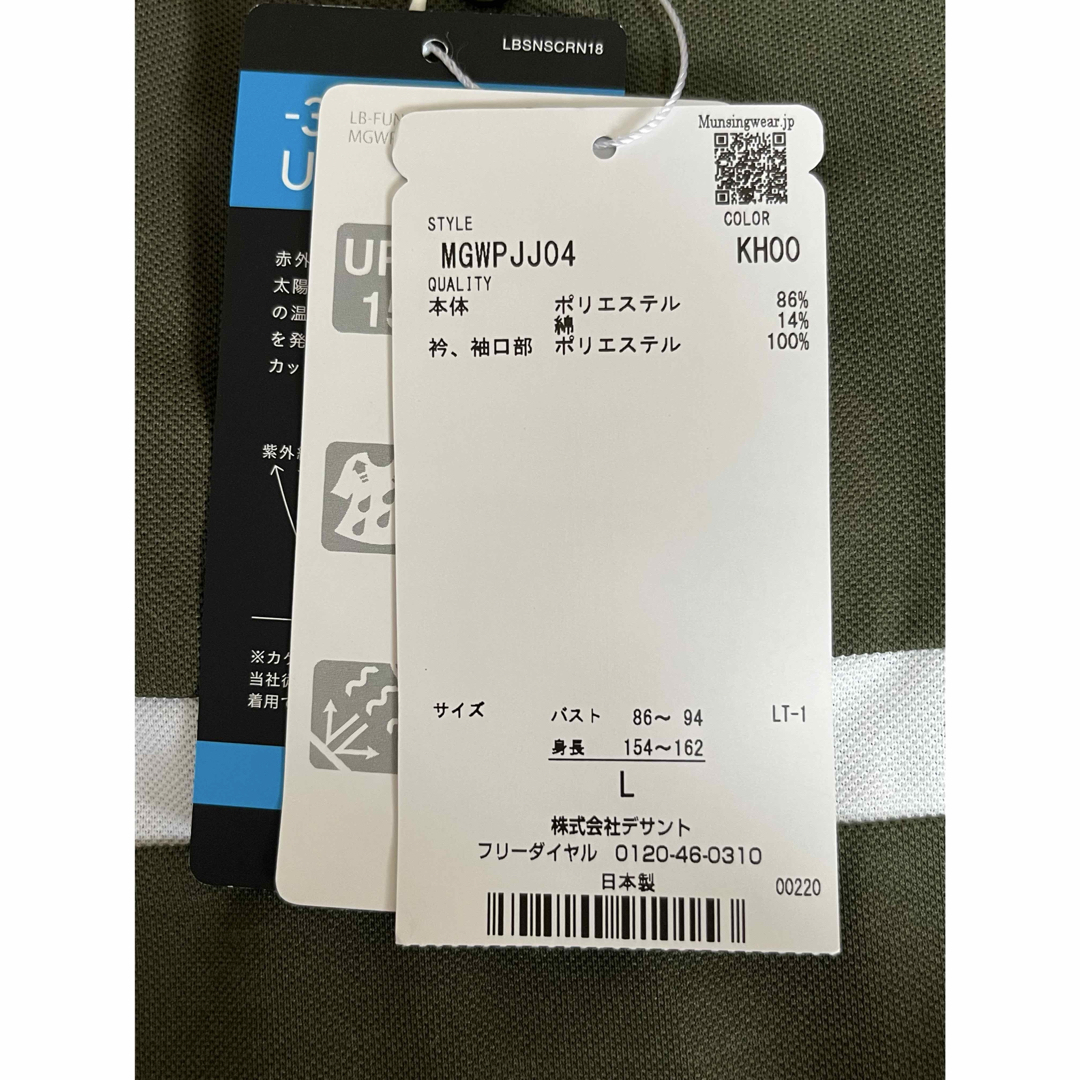 LBSNSCRN18
-3
U
赤外
太陽
の温
を発
カッ
紫外
当社
着用
LB-FUN
MGWP
UP
15
Munsingwear.jp
STYLE
COLOR
MGWPJJ04
KH00
QUALITY
本体 ポリエステル 86%
綿 14%
衿、袖口部 ポリエステル 100%
サイズ バスト 86〜 94 LT-1
身長 154〜162
L
株式会社デサント
フリーダイヤル 0120-46-0310
日本製
00220